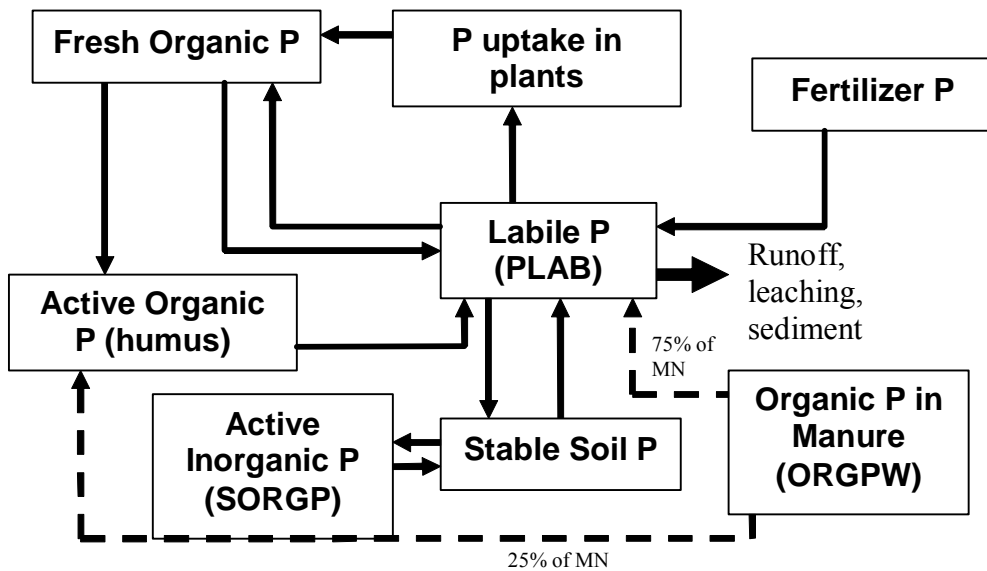 Fresh Organic P
P uptake in
plants
Fertilizer P
Labile P
(PLAB)
Runoff,
leaching,
sediment
Active Organic
P (humus)
75% of
MN
Active
Inorganic P
(SORGP)
Stable Soil P
Organic P in
Manure
(ORGPW)
25% of MN